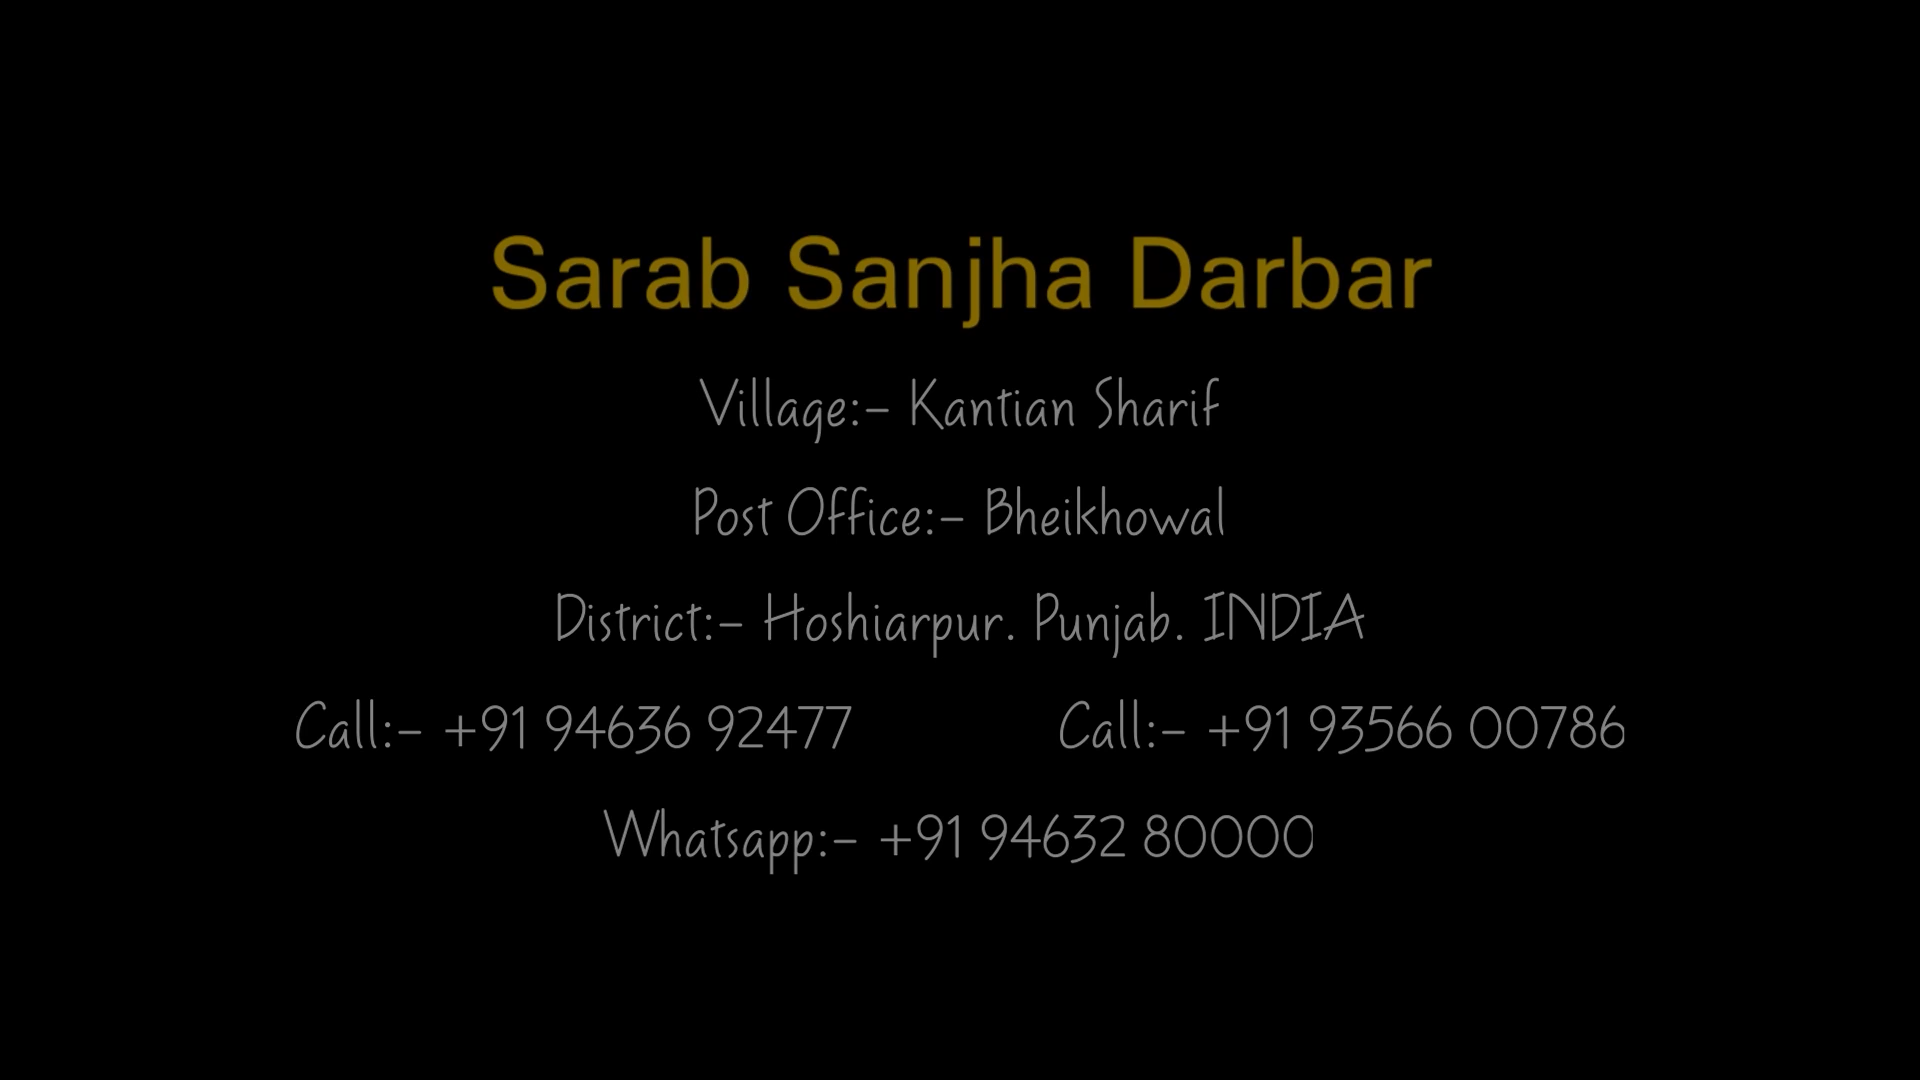 Sarab Sanjha Darbar
Village:- Kantian Sharif
Post Office:- Bheikhowal
District:- Hoshiarpur. Punjab. INDIA
Call:- +91 94636 92477 Call:- +91 93566 00786
Whatsapp:- +91 94632 80000